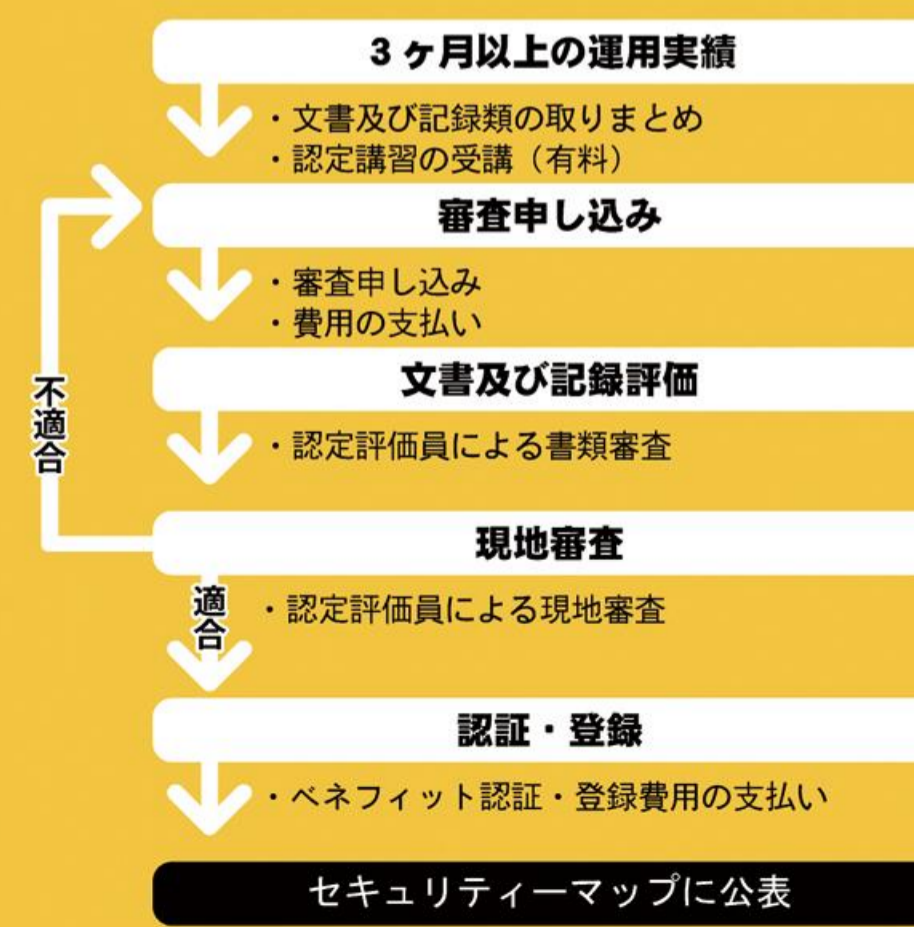 3ヶ月以上の運用実績
・文書及び記録類の取りまとめ
・認定講習の受講（有料）
審査申し込み
・審査申し込み
・費用の支払い
文書及び記録評価
・認定評価員による書類審査
不適合
現地審査
適合
・認定評価員による現地審査
認証・登録
・ベネフィット認証・登録費用の支払い
セキュリティーマップに公表